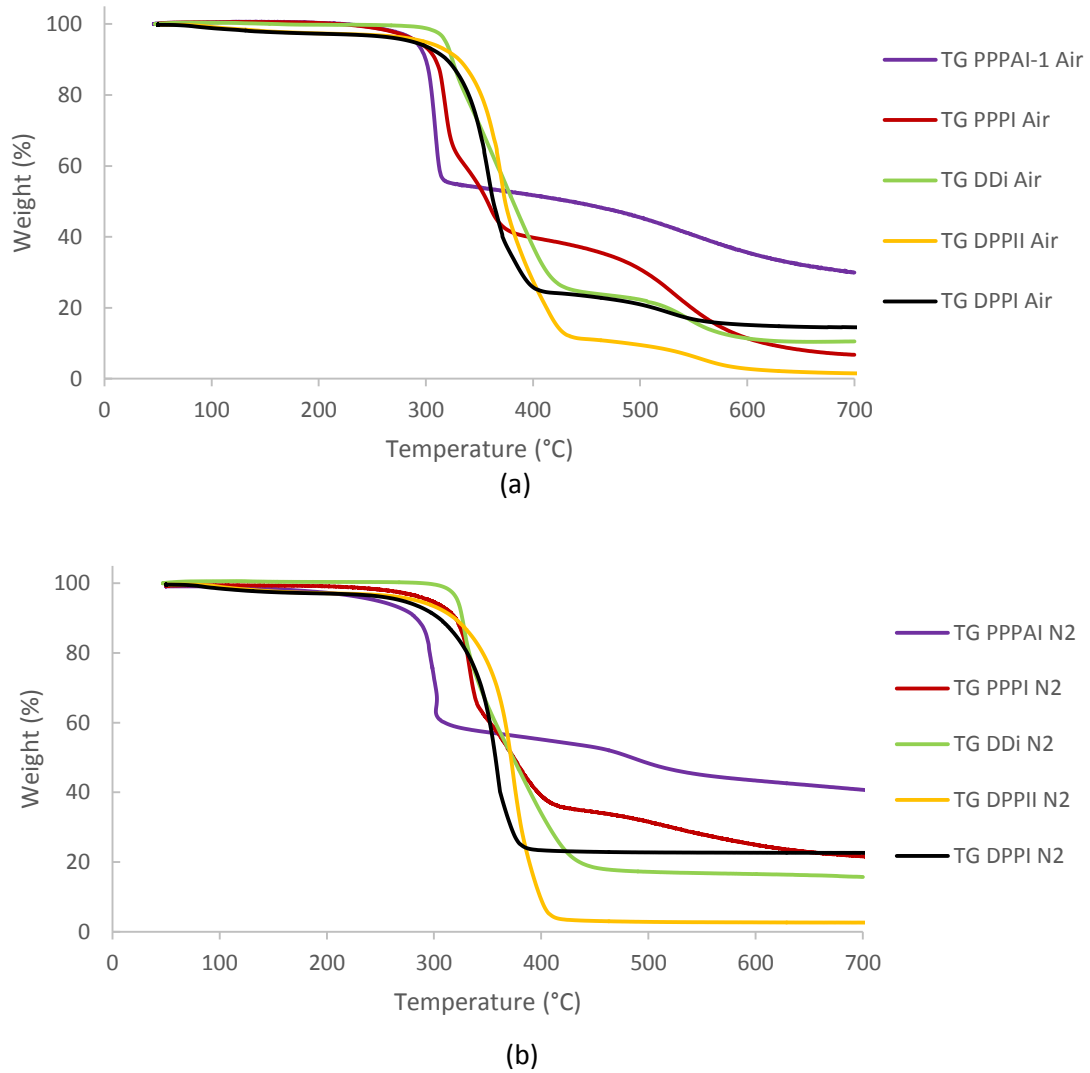 100
80
60
40
20
0
Weight (%)
0 100 200 300 400 500 600 700
Temperature (°C)
TG PPPAI-1 Air
TG PPPI Air
TG DDi Air
TG DPPII Air
TG DPPI Air
(a)
100
80
60
40
20
0
Weight (%)
0 100 200 300 400 500 600 700
Temperature (°C)
TG PPPAI N2
TG PPPI N2
TG DDi N2
TG DPPII N2
TG DPPI N2
(b)